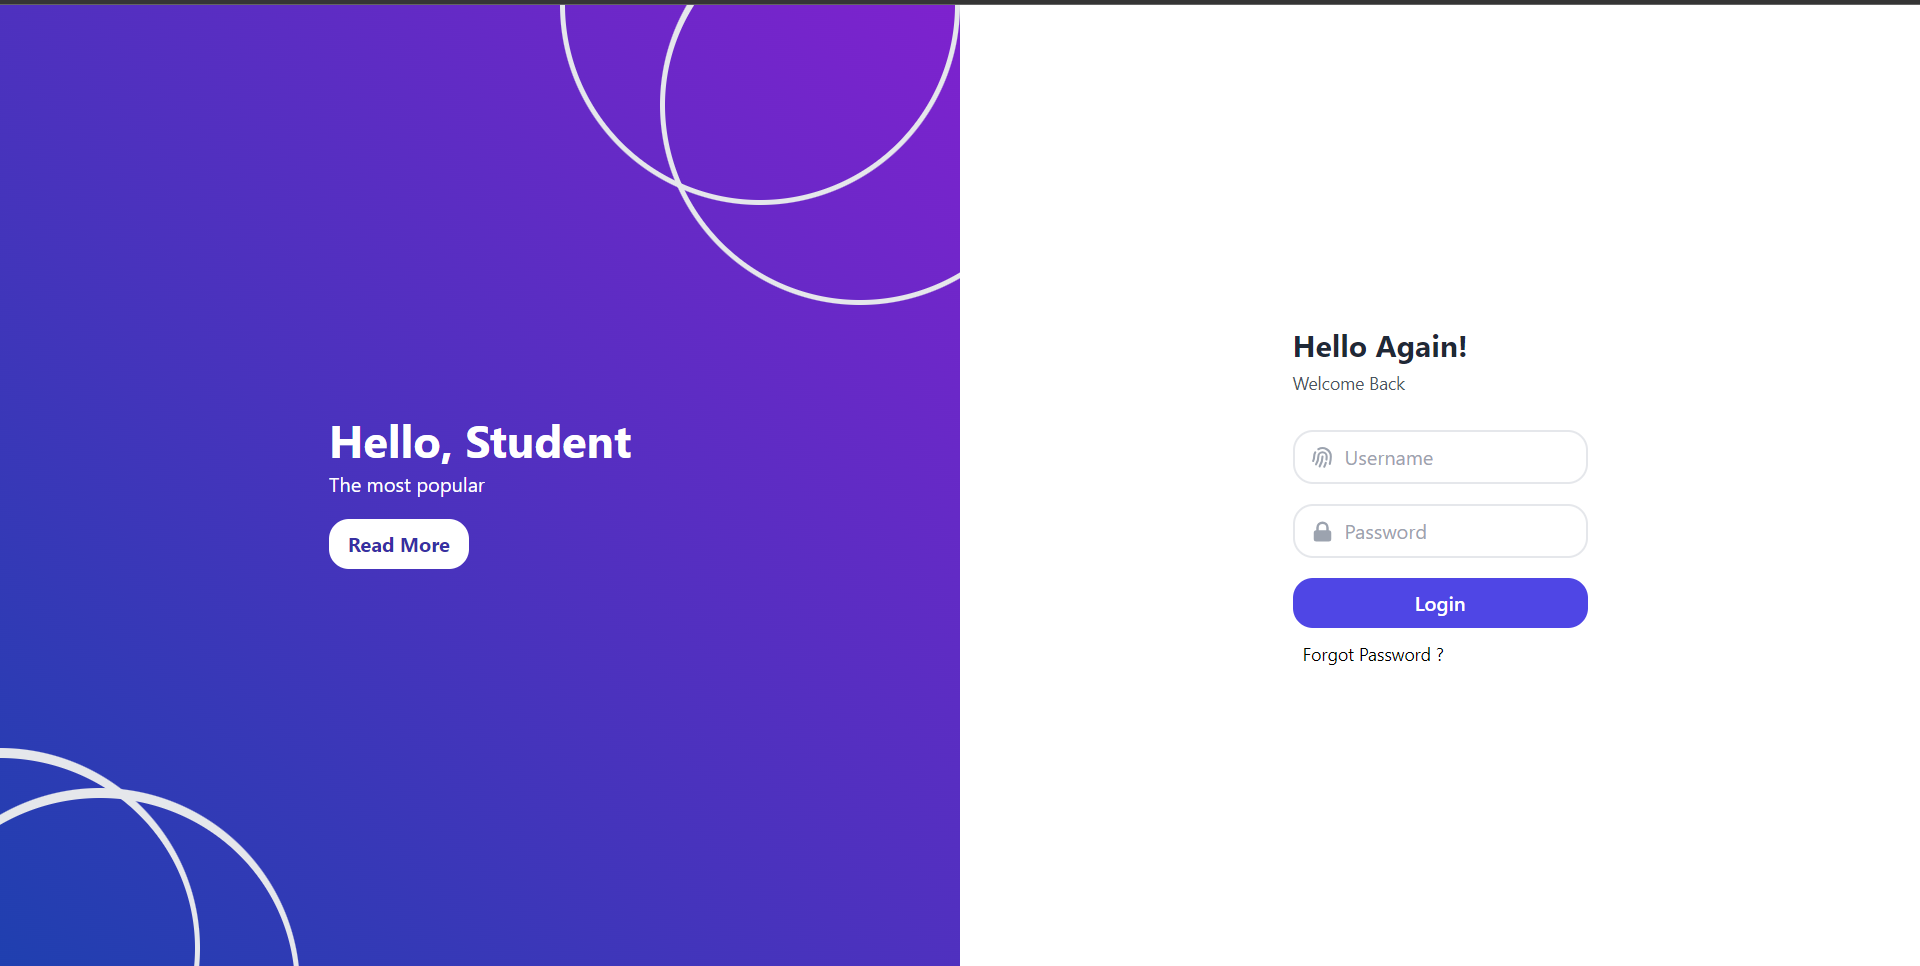 Hello, Student
The most popular
Read More
Hello Again!
Welcome Back
Username
Password
Login
Forgot Password ?